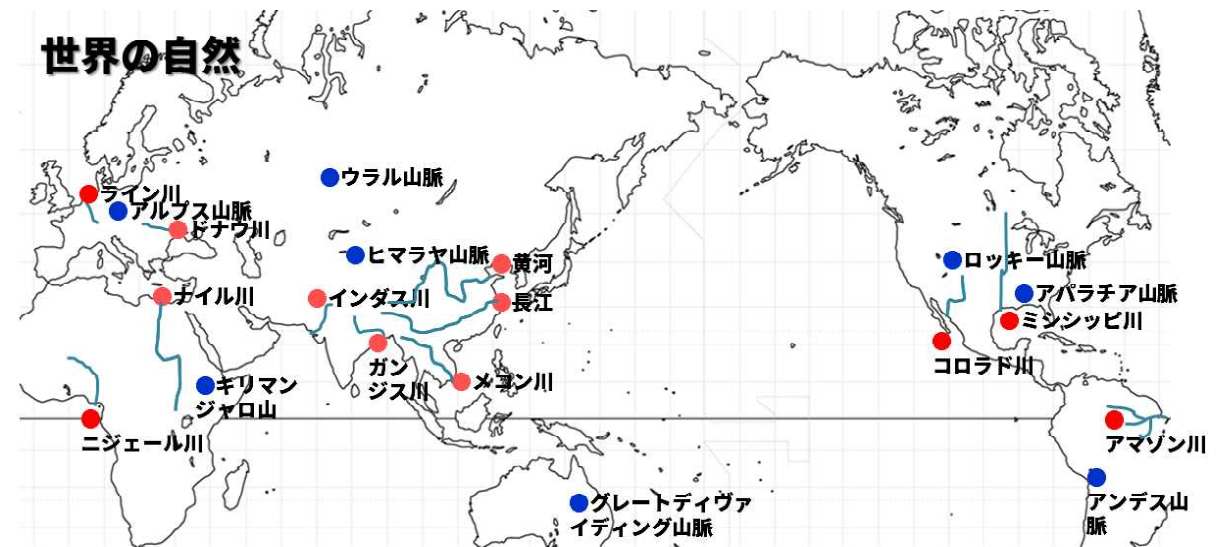 世界の自然
ウラル山脈
ライン川
アルプス山脈
ドナウ川
ヒマラヤ山脈
黄河
ロッキー山脈
ナイル川
インダス川
長江
アパラチア山脈
ミシシッピ川
コロラド川
ガン
ジス川
メコン川
キリマン
ジャロ山
ニジェール川
アマゾン川
グレートディヴァ
イディング山脈
アンデス山
脈